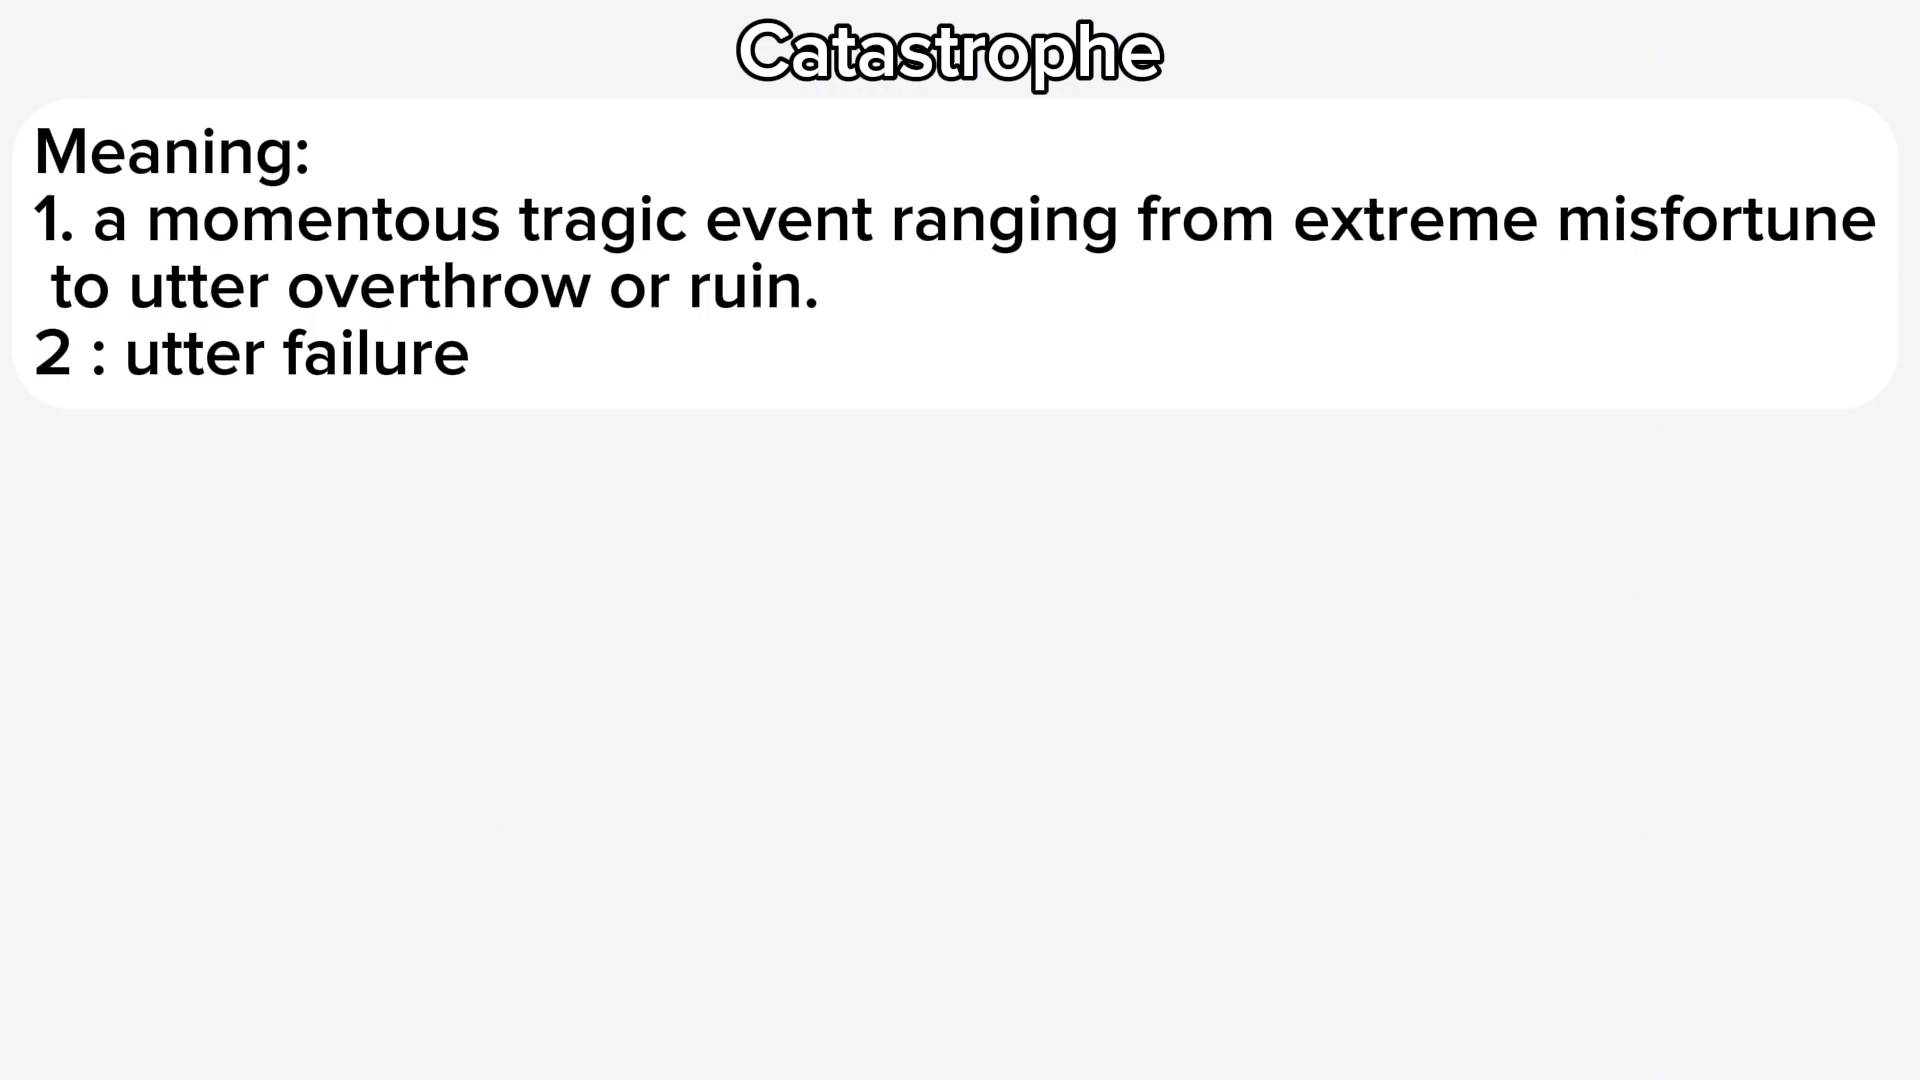 Catastrophe
Meaning:
1. a momentous tragic event ranging from extreme misfortune
to utter overthrow or ruin.
2 : utter failure